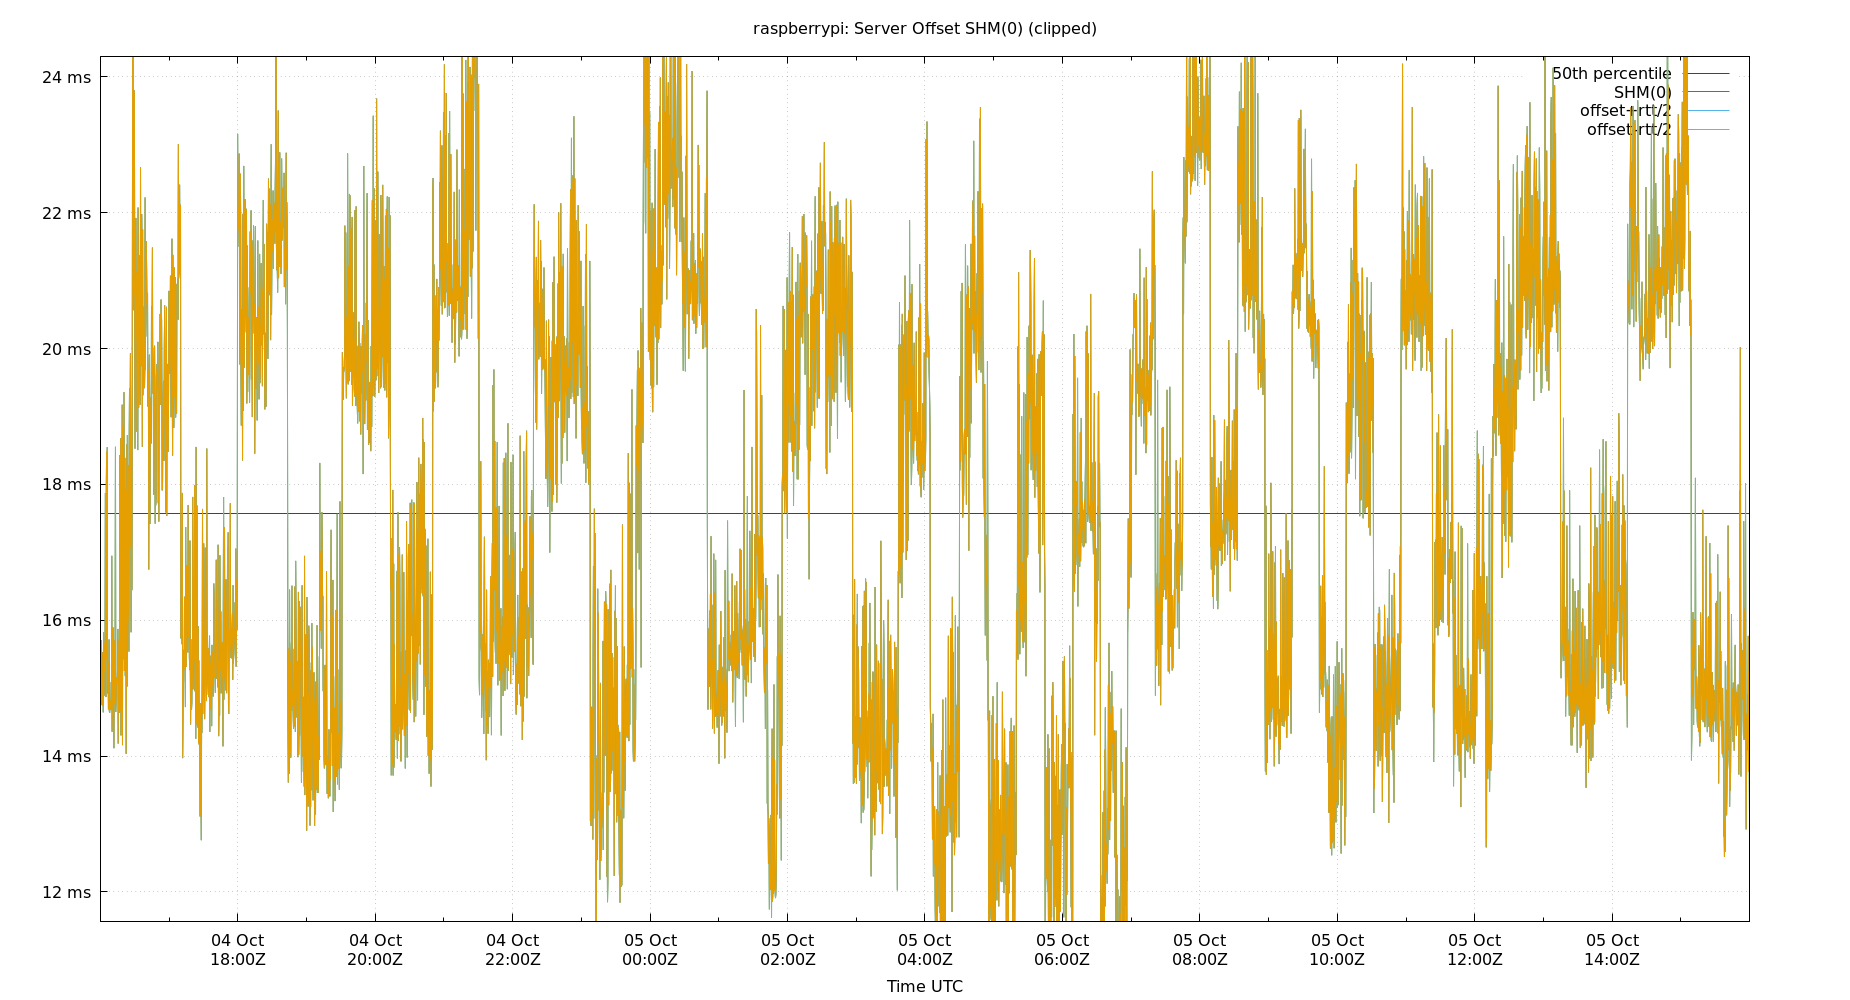 raspberrypi: Server Offset SHM(0) (clipped)
24 ms
22 ms
20 ms
18 ms
16 ms
14 ms
12 ms
50th percentile
SHM(0)
offset+rtt/2
offset-rtt/2
04 Oct
18:00Z
04 Oct
20:00Z
04 Oct
22:00Z
05 Oct
00:00Z
05 Oct
02:00Z
05 Oct
04:00Z
05 Oct
06:00Z
05 Oct
08:00Z
05 Oct
10:00Z
05 Oct
12:00Z
05 Oct
14:00Z
Time UTC